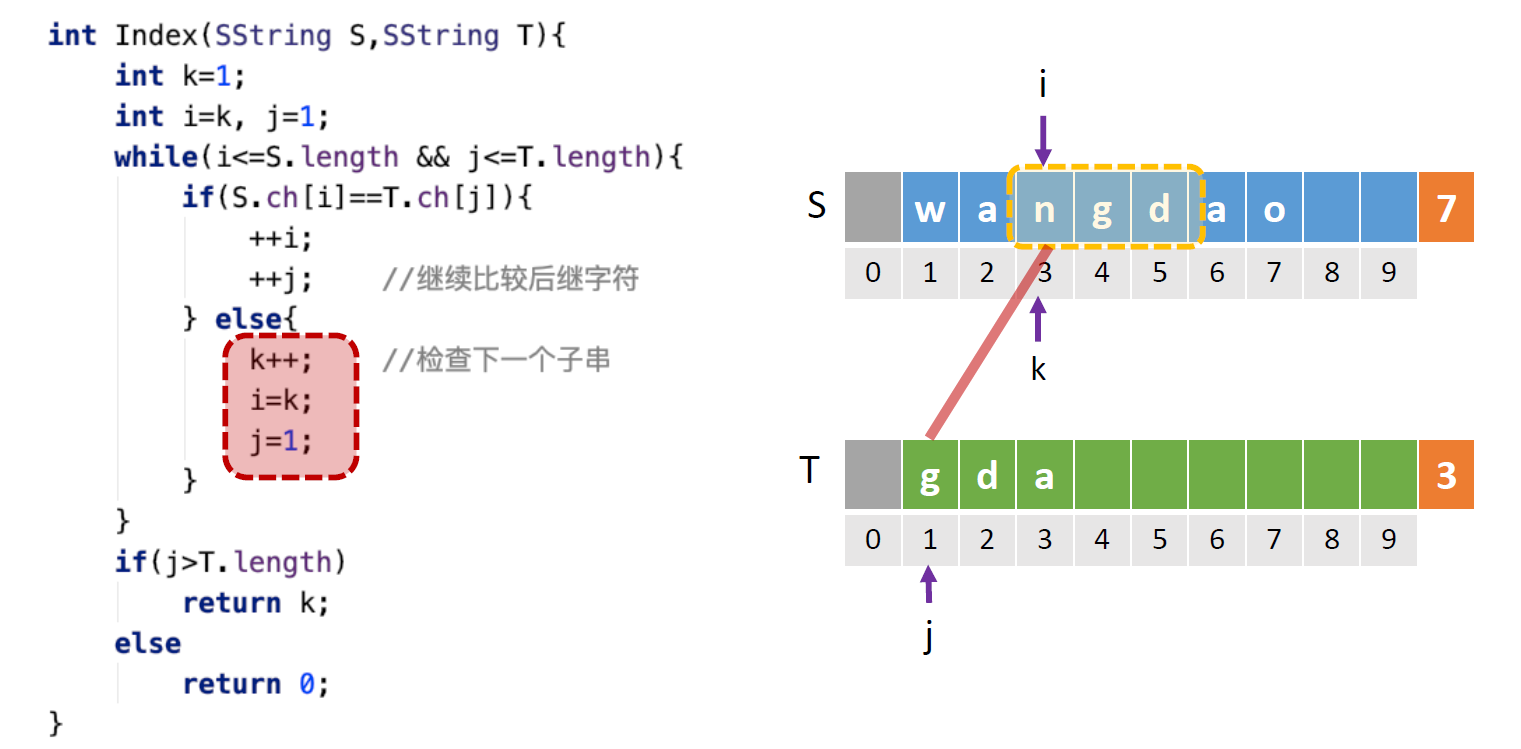 int Index(SString S,SString T){
int k=1;
int i=k, j=1;
while(i<=S.length && j<=T.length){
if(S.ch[i]==T.ch[j]){
++i;
++j; //继续比较后继字符
} else{
k++; //检查下一个子串
i=k;
j=1;
}
}
if(j>T.length)
return k;
else
return 0;
}
i
S w a n g d a o 7
0 1 2 3 4 5 6 7 8 9
k
T g d a 3
0 1 2 3 4 5 6 7 8 9
j